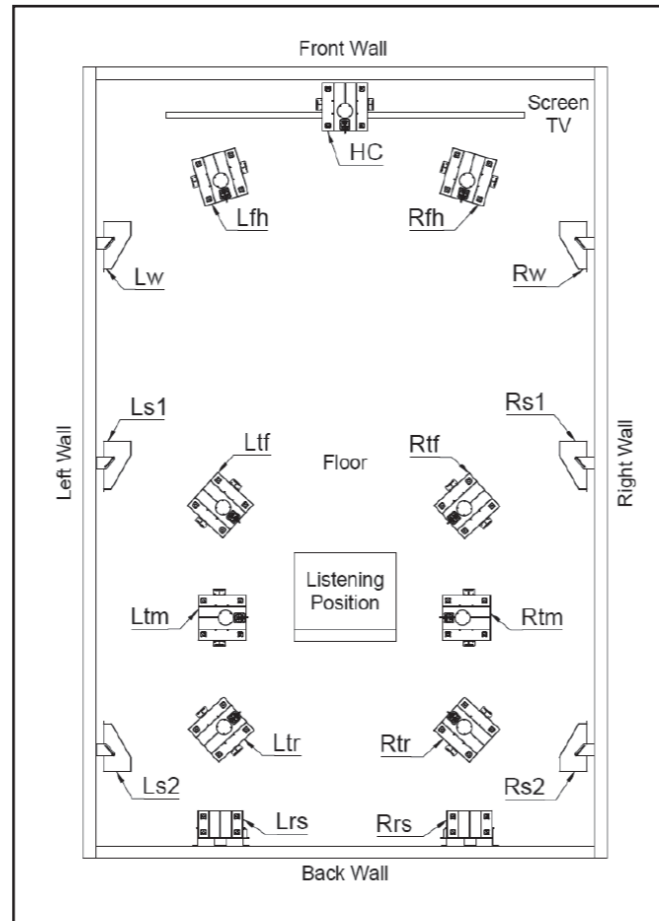 Front Wall
Screen
TV
HC
Lfh
Rfh
Lw
Rw
Ls1
Rs1
Ltf
Floor
Rtf
Left Wall
Right Wall
Listening
Position
Ltm
Rtm
Ltr
Rtr
Ls2
Rs2
Lrs
Rrs
Back Wall